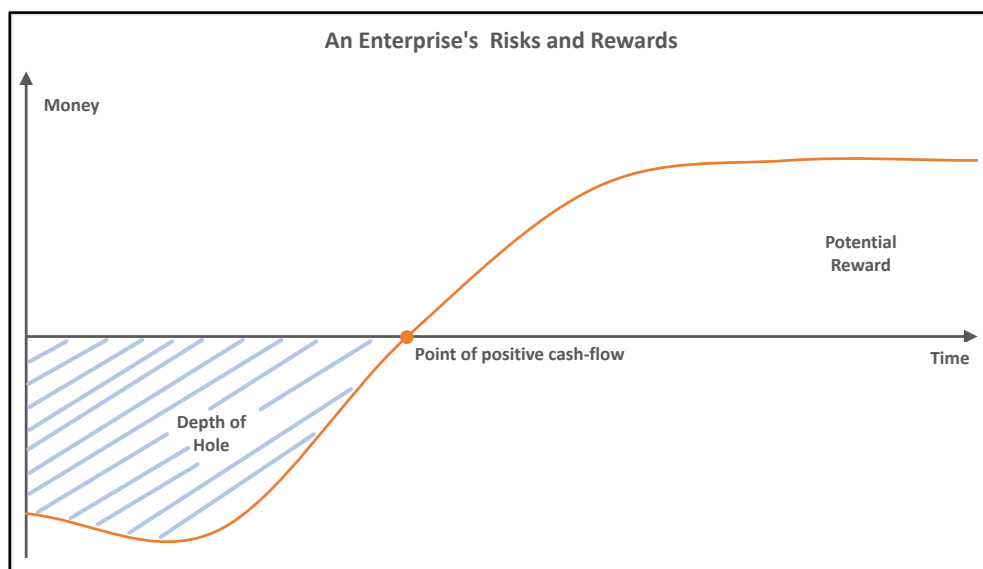 An Enterprise's Risks and Rewards
Money
Potential
Reward
Point of positive cash-flow
Time
Depth of
Hole